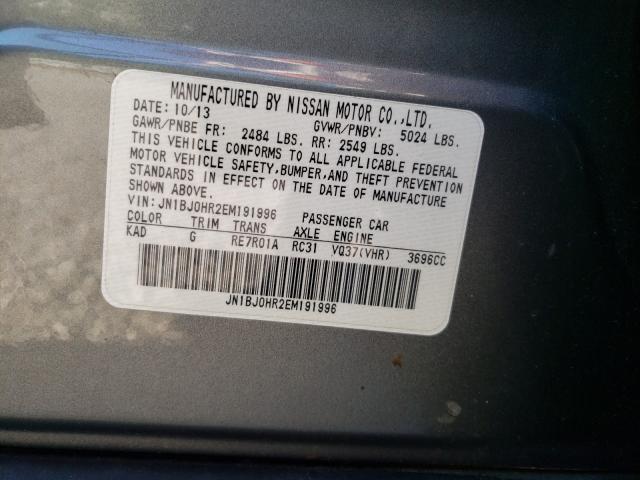 MANUFACTURED BY NISSAN MOTOR CO.,LTD.
DATE: 10/13 GVWR/PNBV: 5024 LBS.
GAWR/PNBE FR: 2484 LBS. RR: 2549 LBS.
THIS VEHICLE CONFORMS TO ALL APPLICABLE FEDERAL
MOTOR VEHICLE SAFETY,BUMPER,AND THEFT PREVENTION
STANDARDS IN EFFECT ON THE DATE OF MANUFACTURE
SHOWN ABOVE.
VIN: JN1BJ0HR2EM191996 PASSENGER CAR
COLOR TRIM TRANS AXLE ENGINE
KAD G RE7R01A RC31 VQ37(VHR) 3696CC
JN1BJ0HR2EM191996